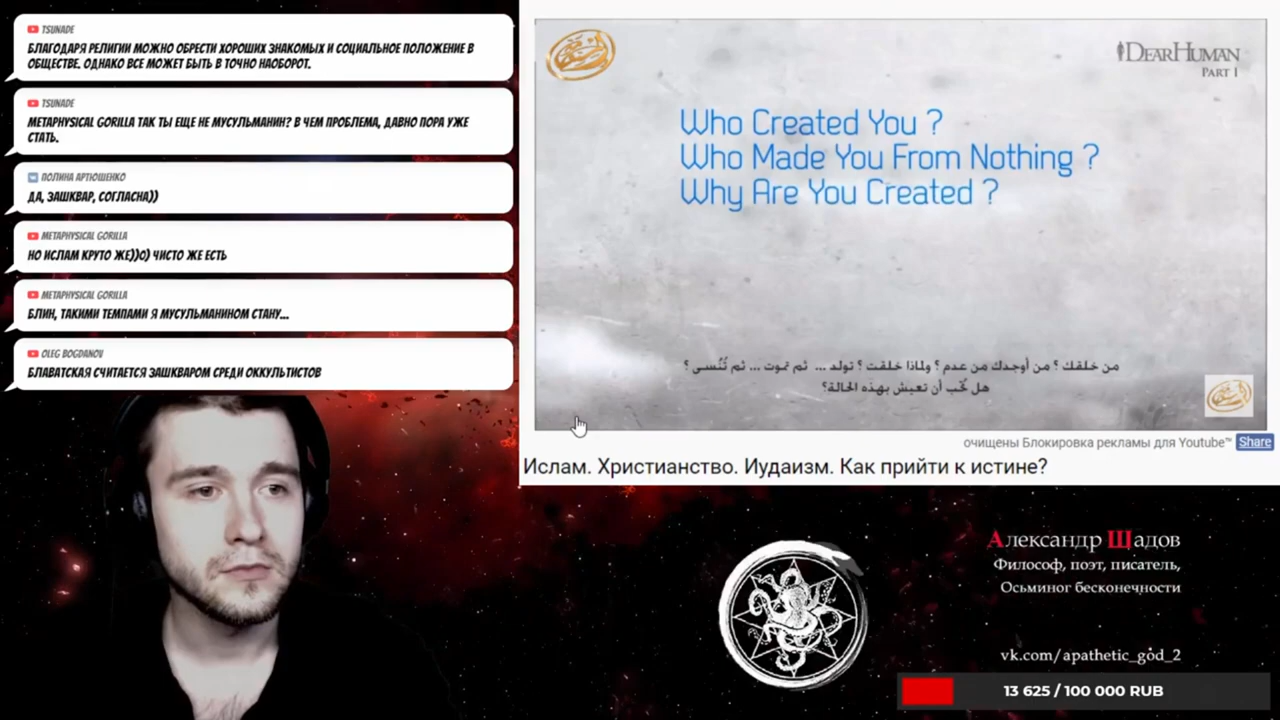 TSUNADE
БЛАГОДАРЯ РЕЛИГИИ МОЖНО ОБРЕСТИ ХОРОШИХ ЗНАКОМЫХ И СОЦИАЛЬНОЕ ПОЛОЖЕНИЕ В
ОБЩЕСТВЕ. ОДНАКО ВСЕ МОЖЕТ БЫТЬ В ТОЧНО НАОБОРОТ.
TSUNADE
METAPHYSICAL GORILLA ТАК ТЫ ЕЩЕ НЕ МУСУЛЬМАНИН? В ЧЕМ ПРОБЛЕМА, ДАВНО ПОРА УЖЕ
СТАТЬ.
ПОЛИНА АРТЮШЕНКО
ДА, ЗАШКВАР, СОГЛАСНА))
METAPHYSICAL GORILLA
НО ИСЛАМ КРУТО ЖЕ))0) ЧИСТО ЖЕ ЕСТЬ
METAPHYSICAL GORILLA
БЛИН, ТАКИМИ ТЕМПАМИ Я МУСУЛЬМАНИНОМ СТАНУ...
OLEG BOGDANOV
БЛАВАТСКАЯ СЧИТАЕТСЯ ЗАШКВАРОМ СРЕДИ ОККУЛЬТИСТОВ
DEARHUMAN
PART 1
Who Created You ?
Who Made You From Nothing ?
Why Are You Created ?
من خلقك ؟ من أوجدك من عدم ؟ ولماذا خلقت ؟ تولد ... ثم تموت ... ثم تُنسى ؟
هل تحب أن تعيش بهذه الحالة؟
очищены Блокировка рекламы для Youtube™ Share
Ислам. Христианство. Иудаизм. Как прийти к истине?
Александр Шадов
Философ, поэт, писатель,
Осьминог бесконечности
vk.com/apathetic_god_2
13 625 / 100 000 RUB